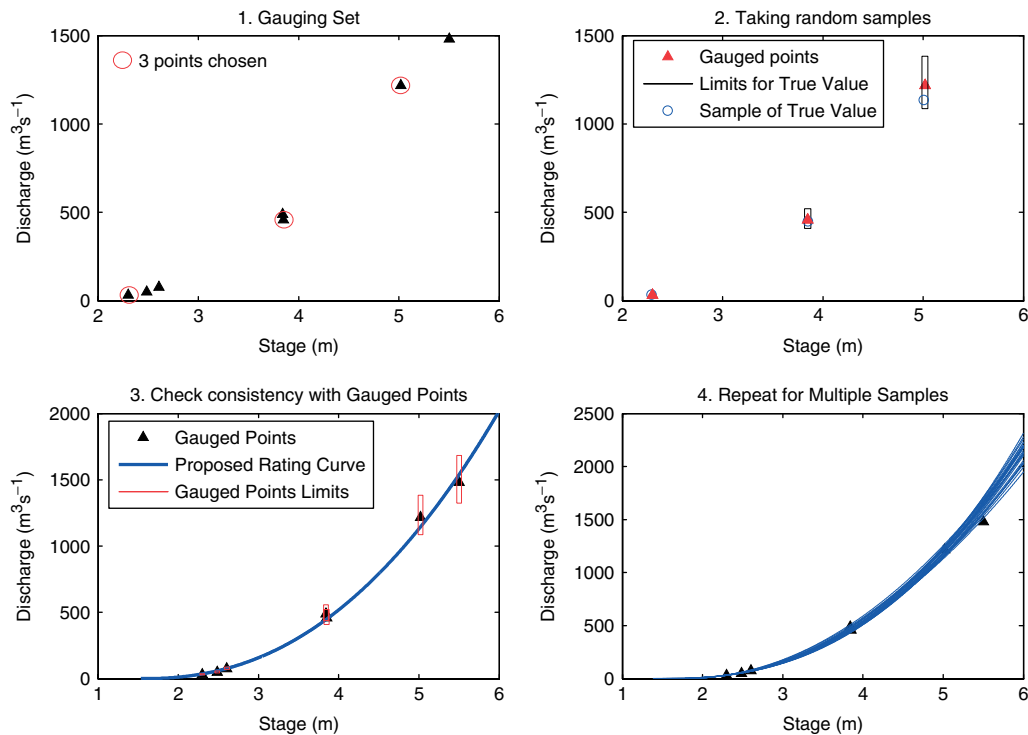 1. Gauging Set
1500
1000
500
0
2
3
4
5
6
Discharge (m³s⁻¹)
Stage (m)
3 points chosen
2. Taking random samples
1500
1000
500
0
2
3
4
5
6
Discharge (m³s⁻¹)
Stage (m)
Gauged points
Limits for True Value
Sample of True Value
3. Check consistency with Gauged Points
2000
1500
1000
500
0
1
2
3
4
5
6
Discharge (m³s⁻¹)
Stage (m)
Gauged Points
Proposed Rating Curve
Gauged Points Limits
4. Repeat for Multiple Samples
2500
2000
1500
1000
500
0
1
2
3
4
5
6
Discharge (m³s⁻¹)
Stage (m)